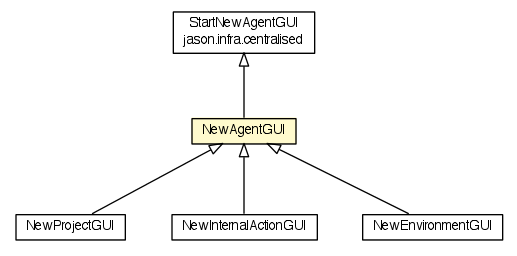 StartNewAgentGUI
jason.infra.centralised
NewAgentGUI
NewProjectGUI
NewInternalActionGUI
NewEnvironmentGUI